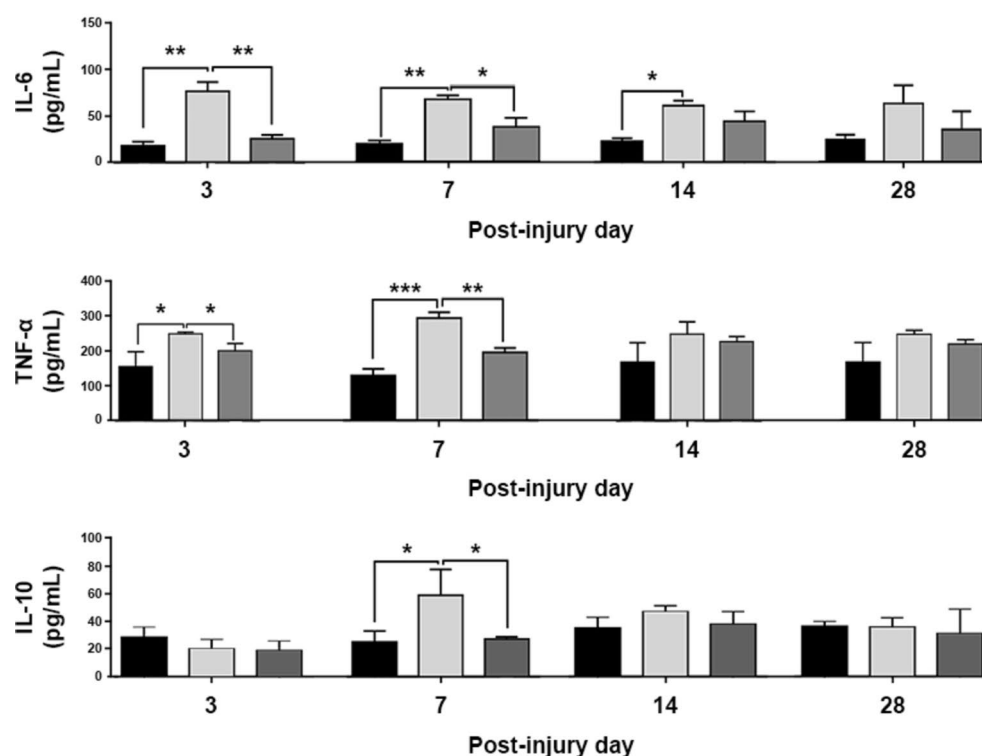 IL-6
(pg/mL)
150
100
50
0
** **
** *
*
3 7 14 28
Post-injury day
TNF-α
(pg/mL)
400
300
200
100
0
* *
*** **
3 7 14 28
Post-injury day
IL-10
(pg/mL)
100
80
60
40
20
0
* *
3 7 14 28
Post-injury day